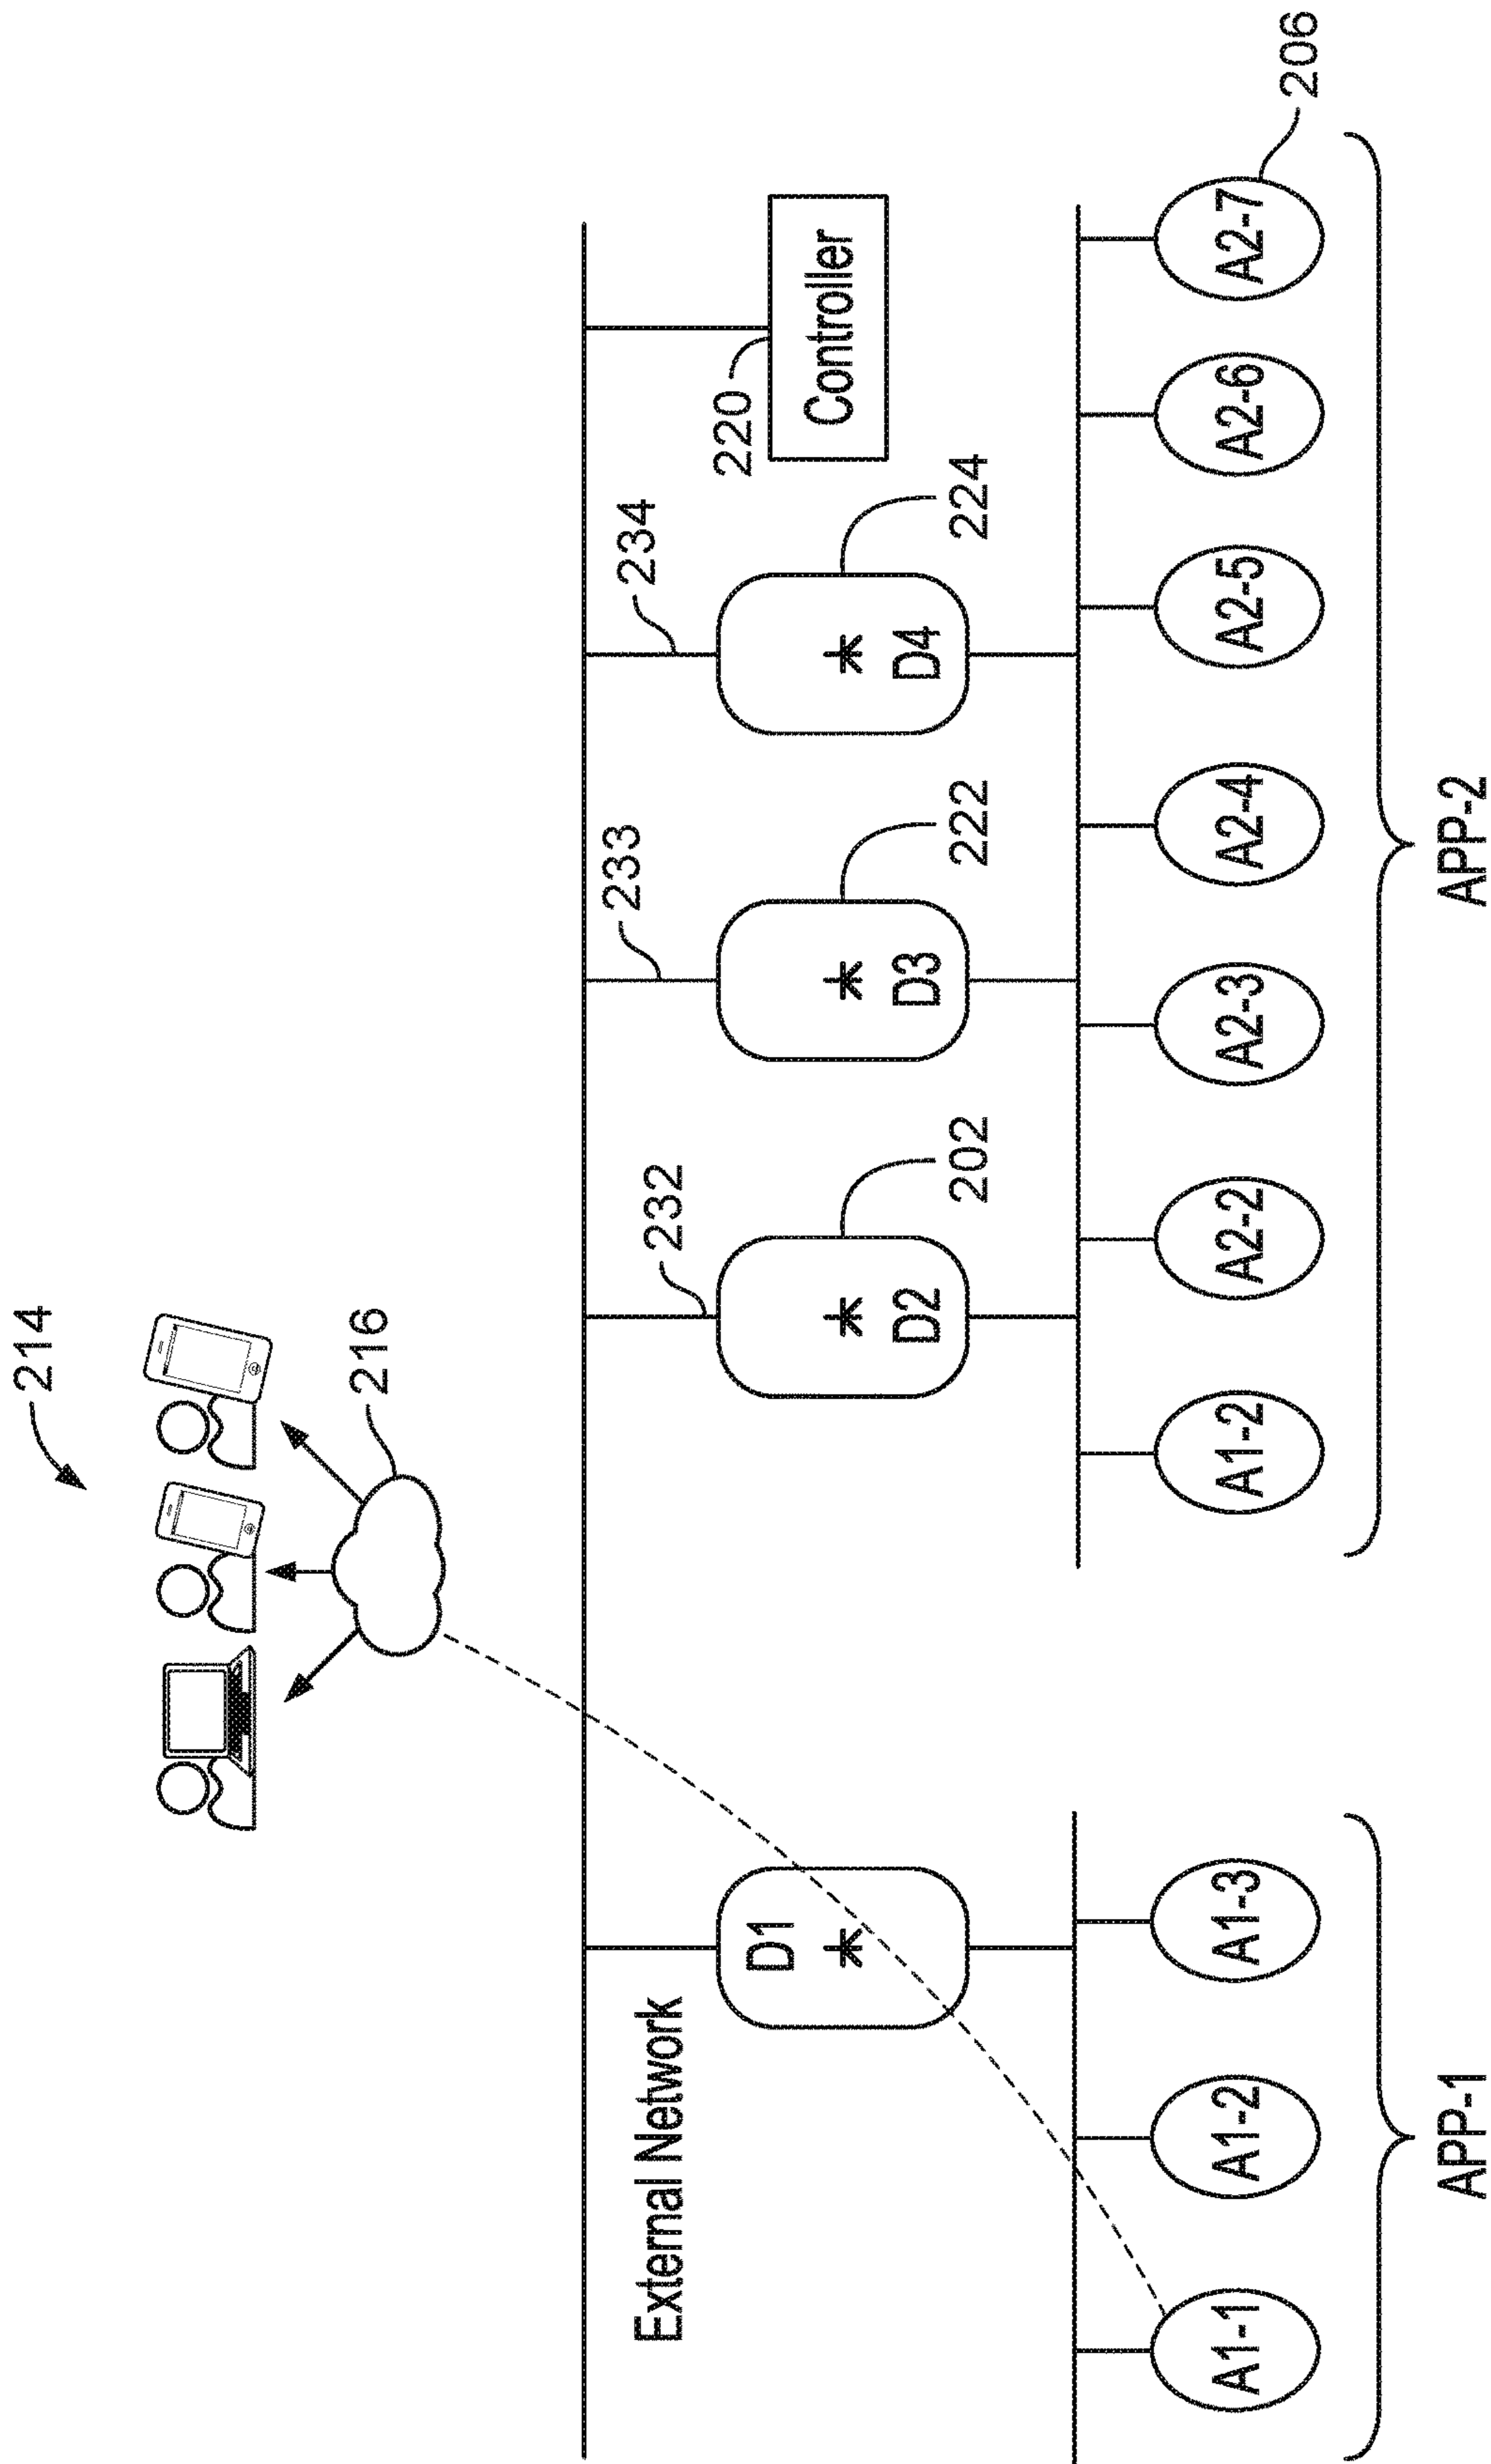 214
216
External Network
D1
232
D2
202
233
D3
222
234
D4
224
220
Controller
A1-1
A1-2
A1-3
A1-2
A2-2
A2-3
A2-4
A2-5
A2-6
A2-7
206
APP-1
APP-2